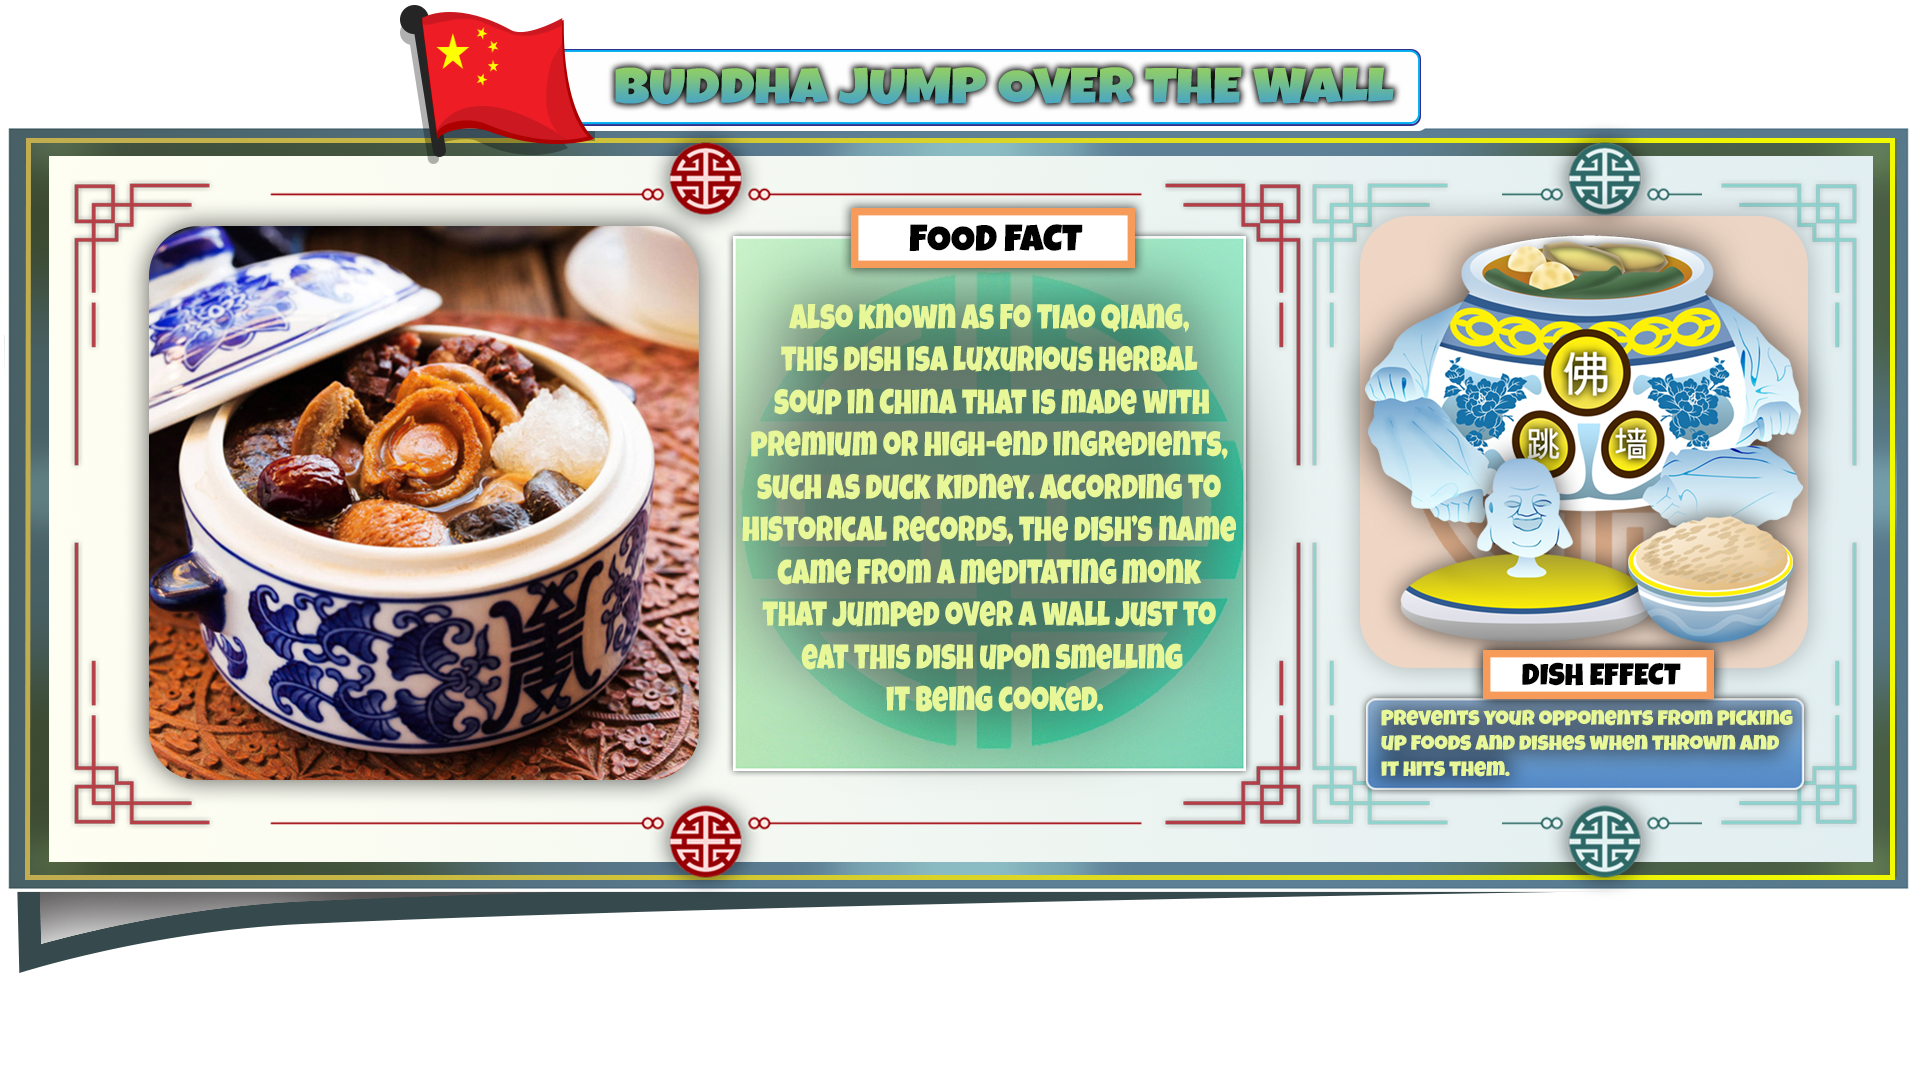 BUDDHA JUMP OVER THE WALL
FOOD FACT
ALSO KNOWN AS FO TIAO QIANG,
THIS DISH ISA LUXURIOUS HERBAL
SOUP IN CHINA THAT IS MADE WITH
PREMIUM OR HIGH-END INGREDIENTS,
SUCH AS DUCK KIDNEY. ACCORDING TO
HISTORICAL RECORDS, THE DISH'S NAME
CAME FROM A MEDITATING MONK
THAT JUMPED OVER A WALL JUST TO
EAT THIS DISH UPON SMELLING
IT BEING COOKED.
佛
跳 墙
DISH EFFECT
PREVENTS YOUR OPPONENTS FROM PICKING
UP FOODS AND DISHES WHEN THROWN AND
IT HITS THEM.